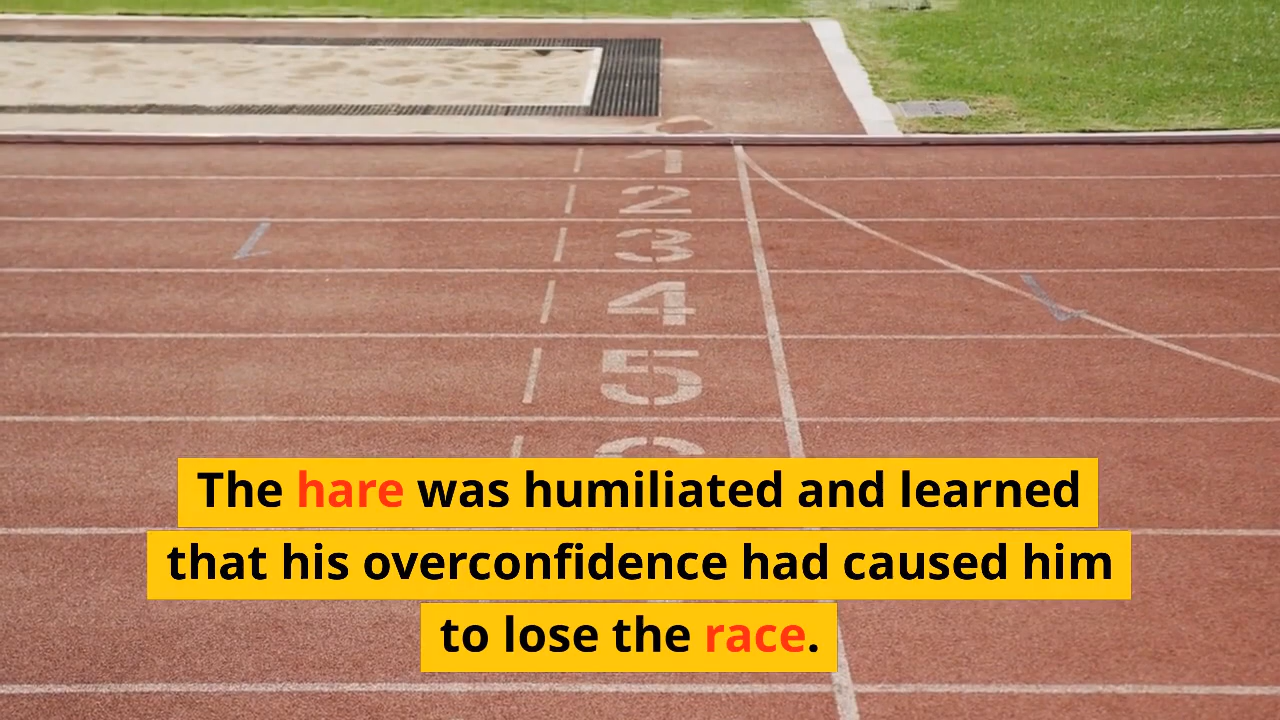 1
2
3
4
5
The hare was humiliated and learned
that his overconfidence had caused him
to lose the race.